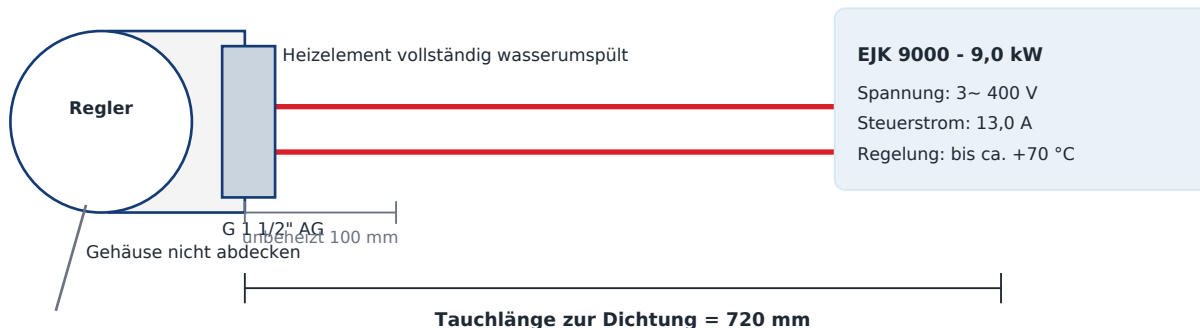 Heizelement vollständig wasserumspült
Regler
EJK 9000 - 9,0 kW
Spannung: 3~ 400 V
Steuerstrom: 13,0 A
Regelung: bis ca. +70 °C
G 1 1/2" AG
unbeheizt 100 mm
Gehäuse nicht abdecken
Tauchlänge zur Dichtung = 720 mm